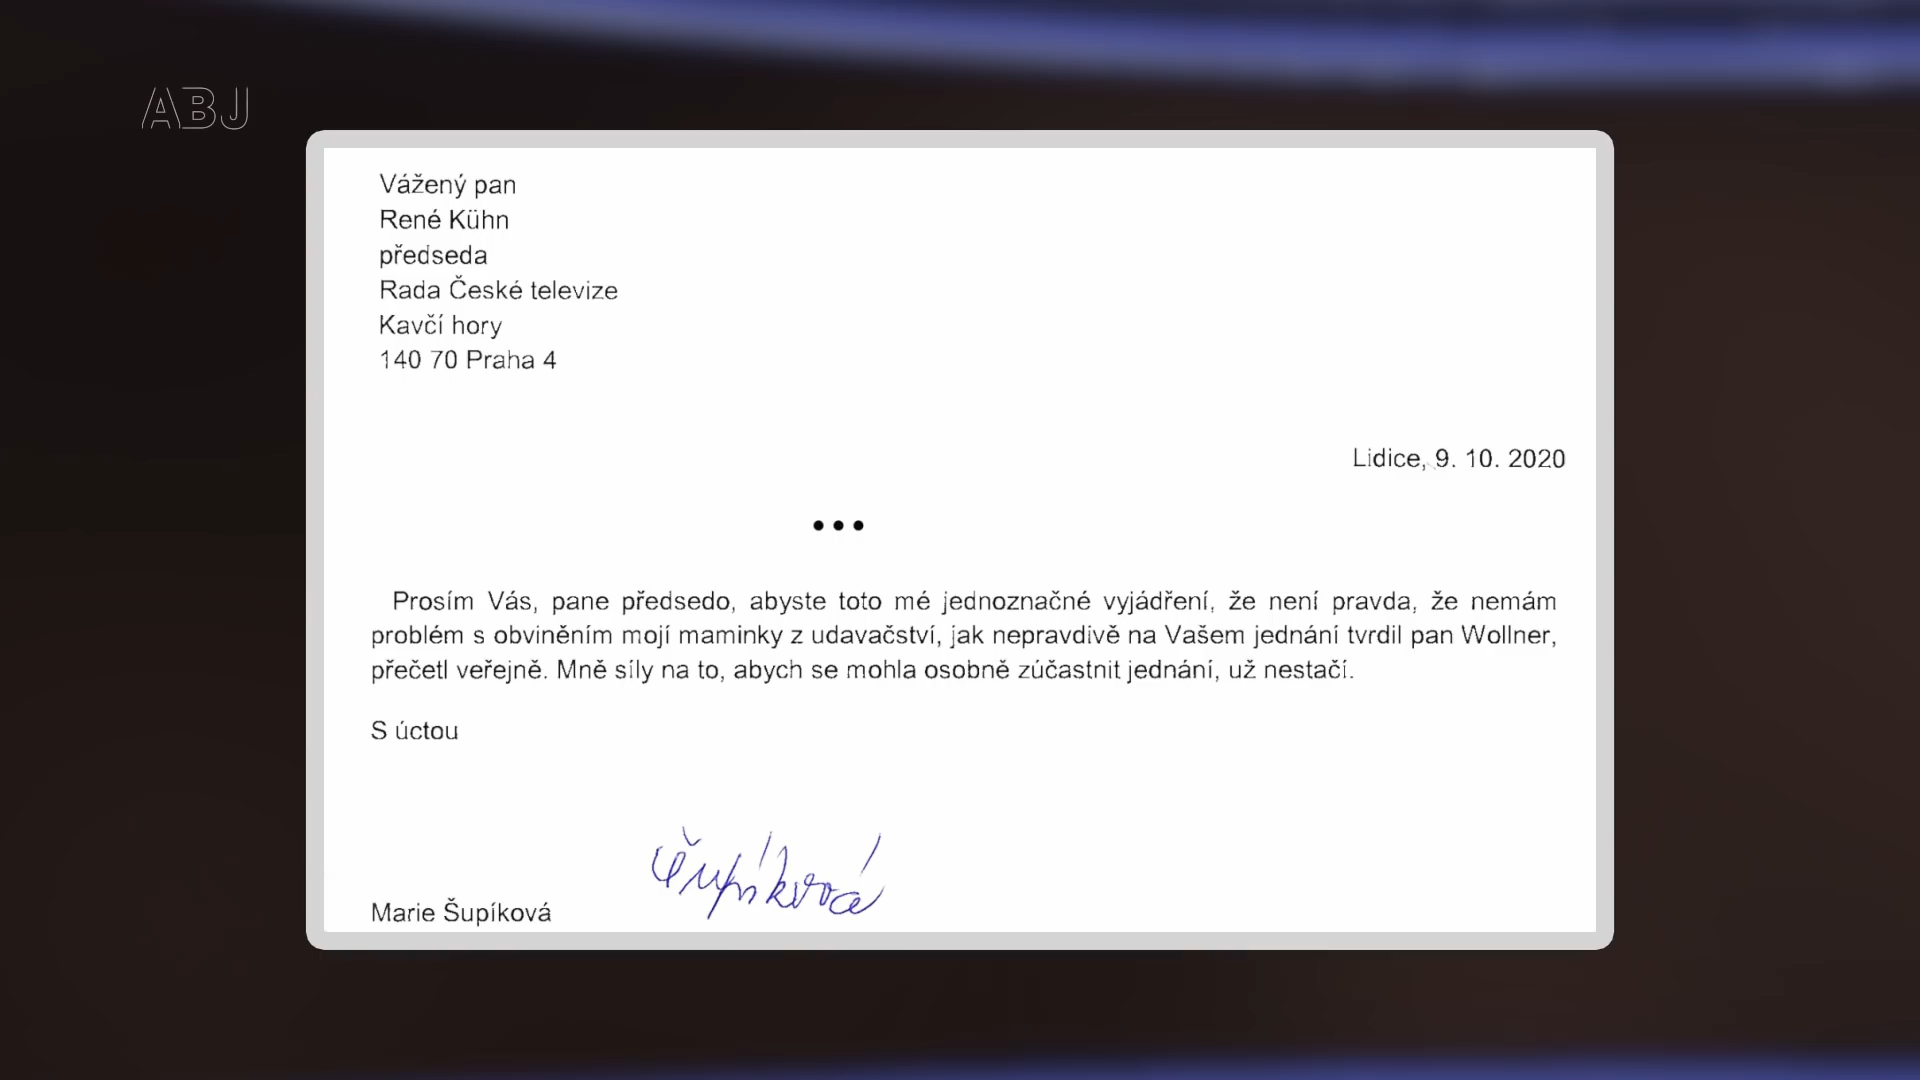 ABJ
Vážený pan
René Kühn
předseda
Rada České televize
Kavčí hory
140 70 Praha 4
Lidice, 9. 10. 2020
•••
Prosím Vás, pane předsedo, abyste toto mé jednoznačné vyjádření, že není pravda, že nemám
problém s obviněním mojí maminky z udavačství, jak nepravdivě na Vašem jednání tvrdil pan Wollner,
přečetl veřejně. Mně síly na to, abych se mohla osobně zúčastnit jednání, už nestačí.
S úctou
Šupíková
Marie Šupíková